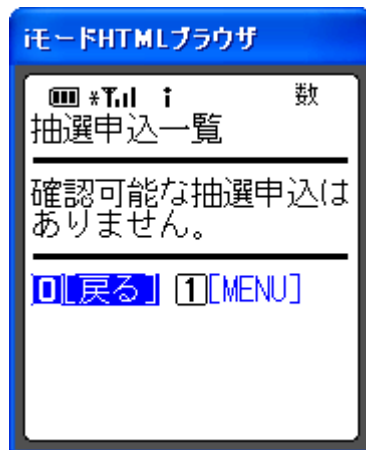 iモードHTMLブラウザ
数
抽選申込一覧
確認可能な抽選申込は
ありません。
0[戻る] 1[MENU]